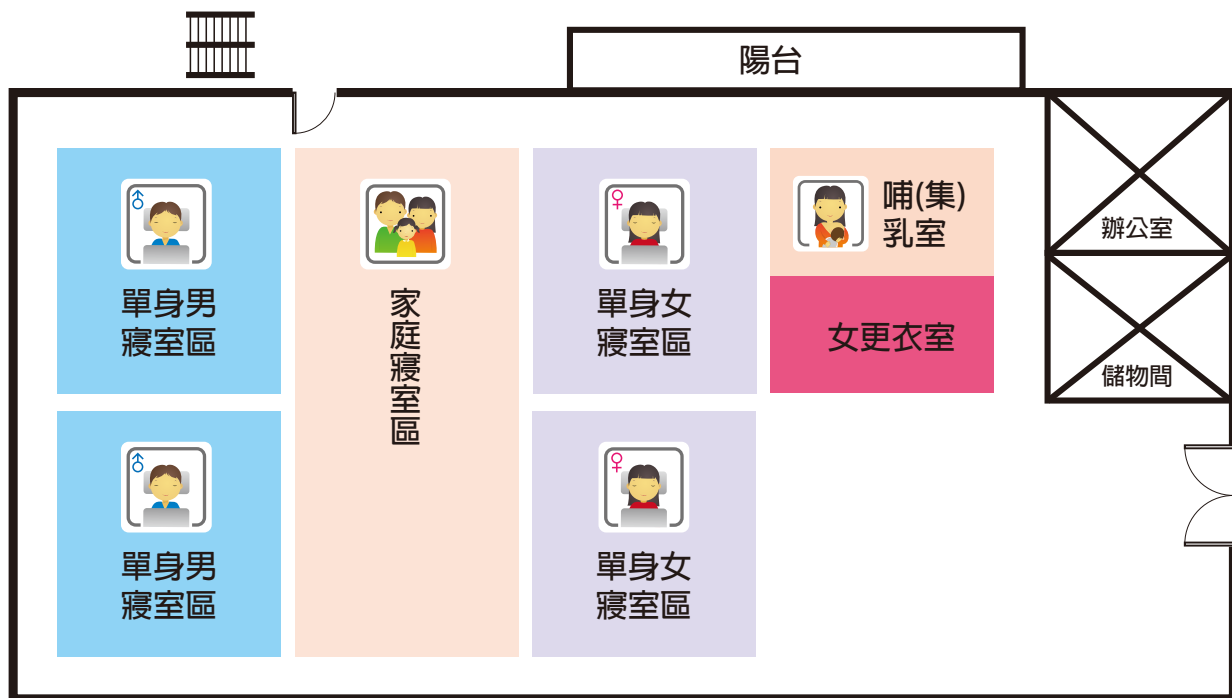 陽台
單身男
寢室區
家庭寢室區
單身女
寢室區
哺(集)
乳室
女更衣室
辦公室
儲物間
單身男
寢室區
單身女
寢室區